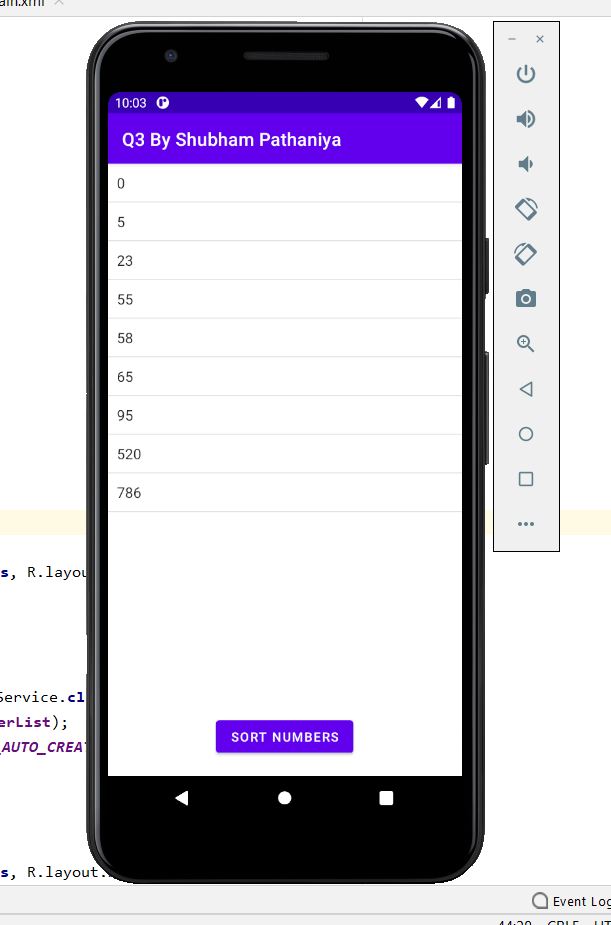 ain.xml
10:03
Q3 By Shubham Pathaniya
0
5
23
55
58
65
95
520
786
s, R.layou
Service.cl
erList);
_AUTO_CREA
SORT NUMBERS
s, R.layout.
Event Log